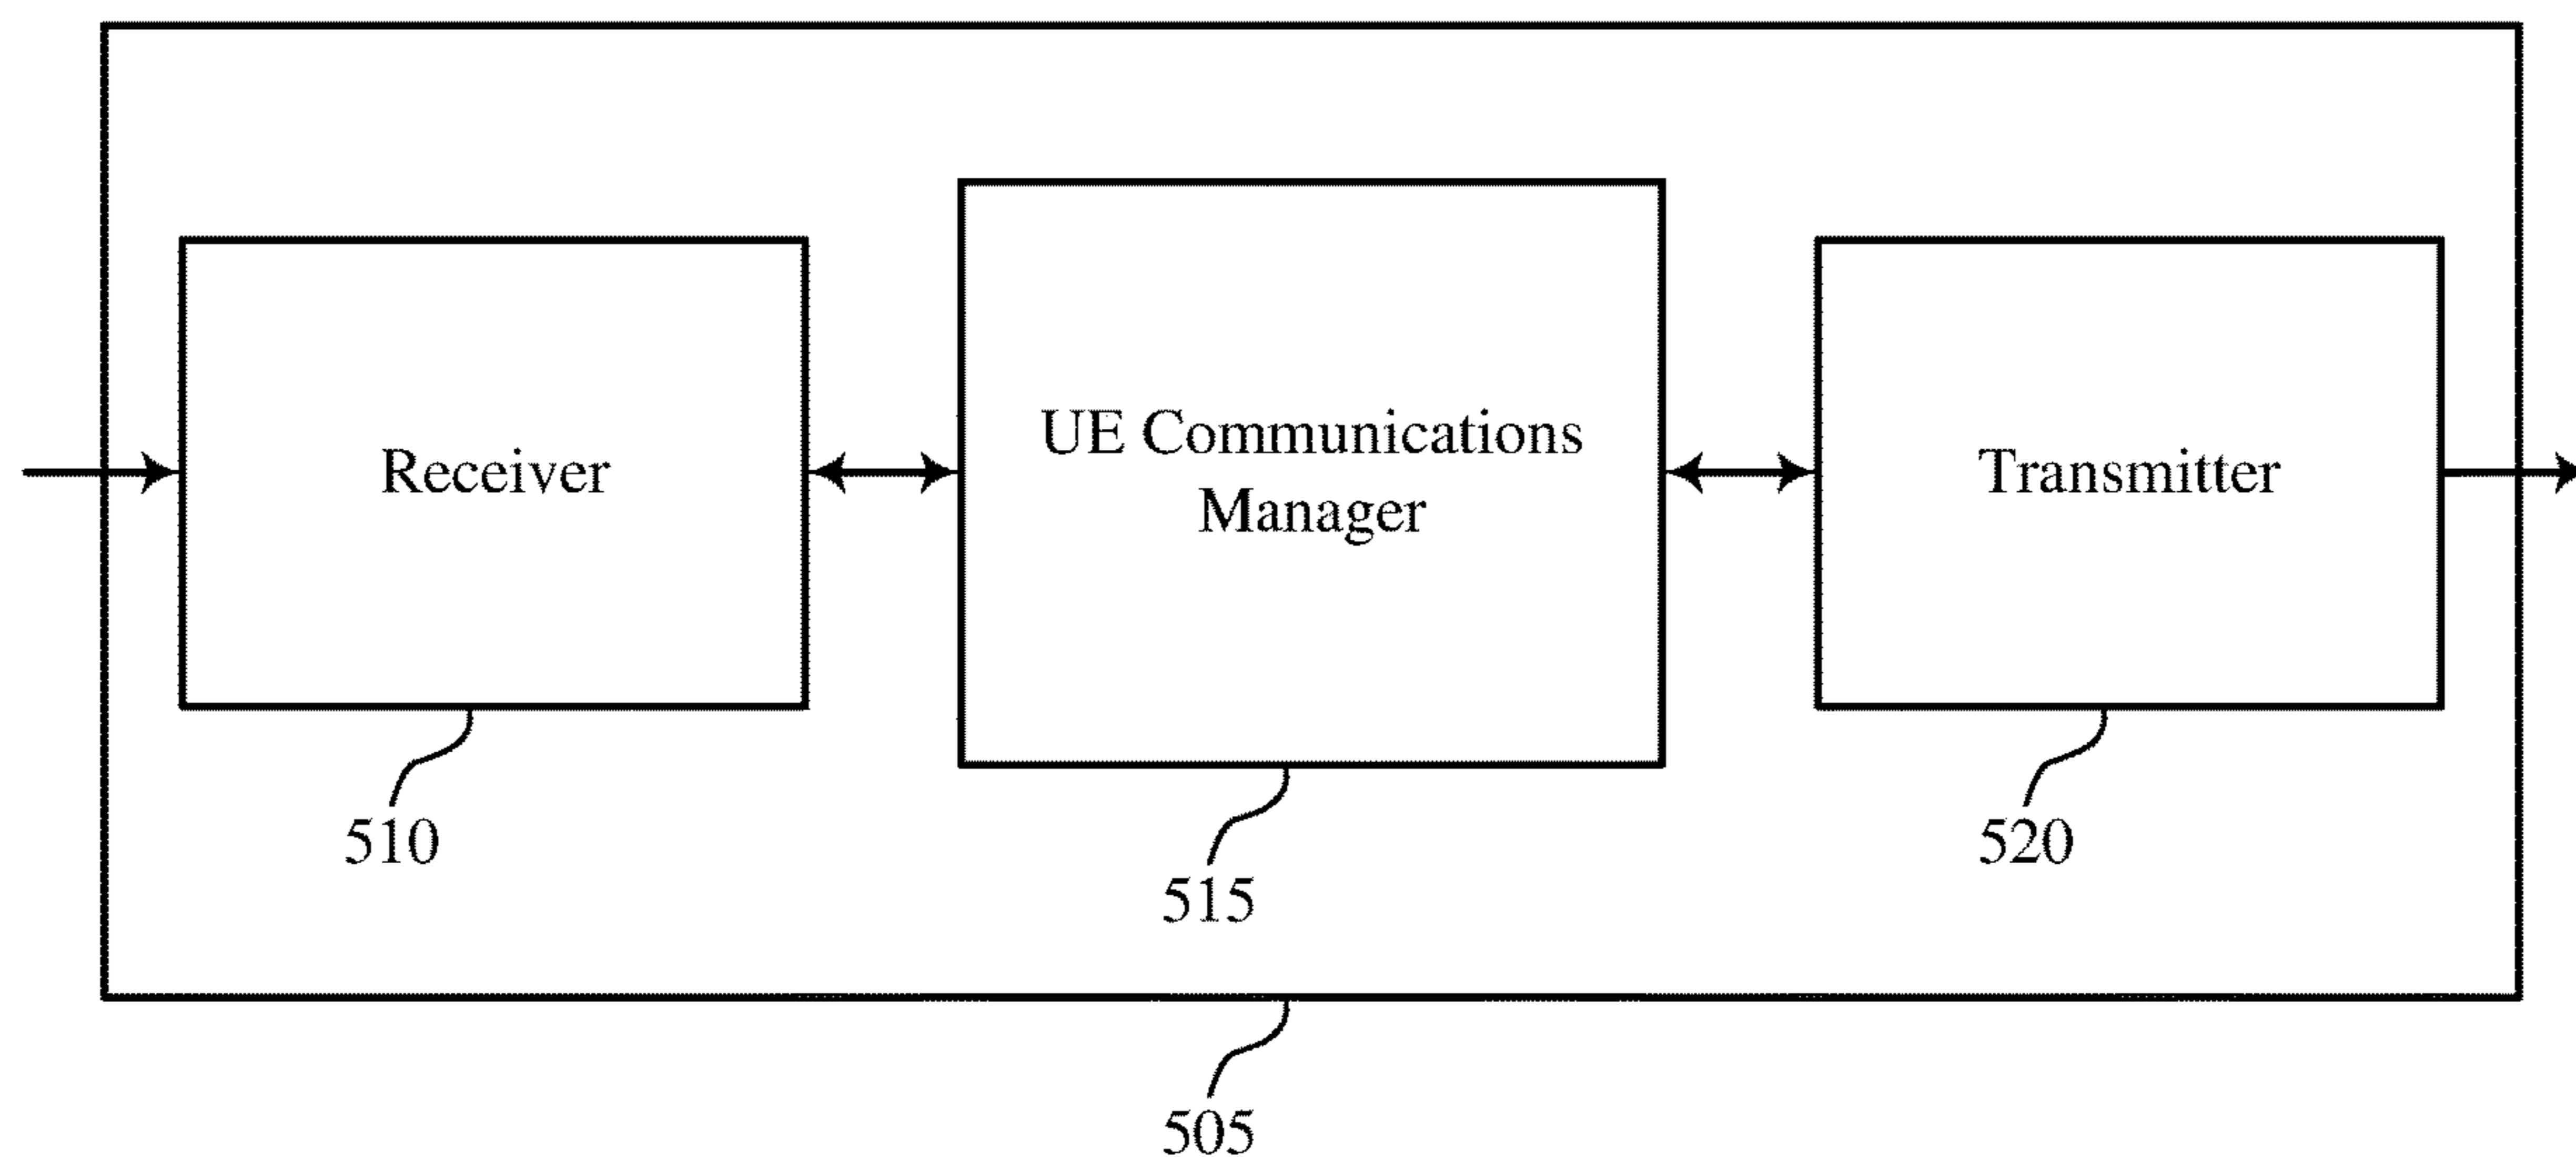 Receiver
UE Communications
Manager
Transmitter
510
515
520
505